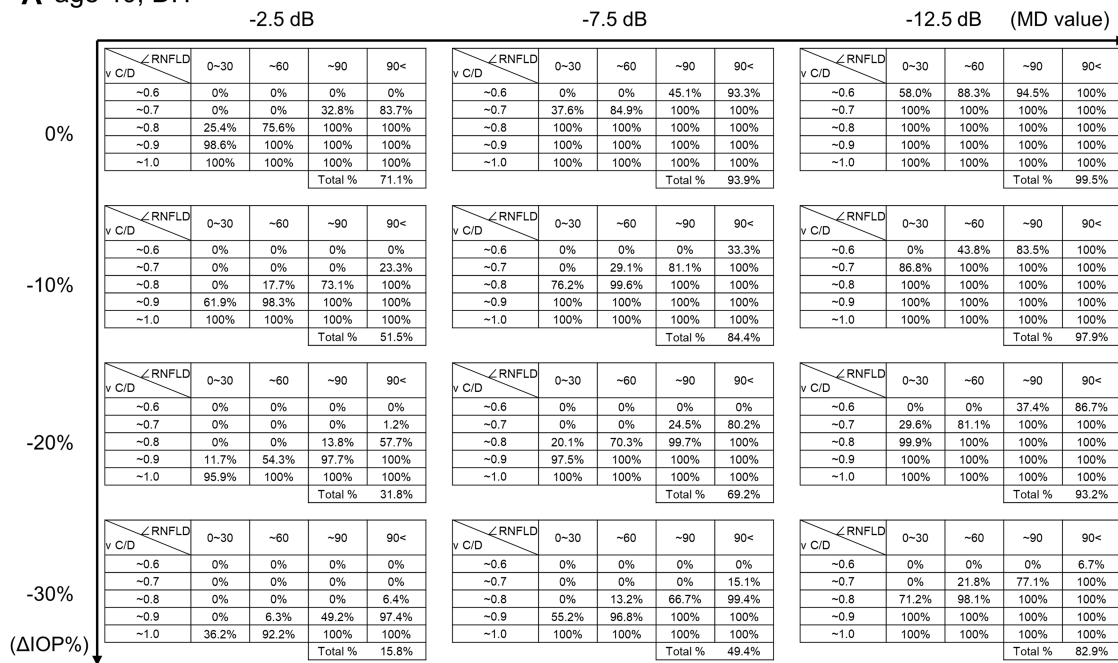 -2.5 dB -7.5 dB -12.5 dB (MD value)
0%
∠RNFLD v C/D 0~30 ~60 ~90 90<
~0.6 0% 0% 0% 0%
~0.7 0% 0% 32.8% 83.7%
~0.8 25.4% 75.6% 100% 100%
~0.9 98.6% 100% 100% 100%
~1.0 100% 100% 100% 100%
Total % 71.1%
∠RNFLD v C/D 0~30 ~60 ~90 90<
~0.6 0% 0% 45.1% 93.3%
~0.7 37.6% 84.9% 100% 100%
~0.8 100% 100% 100% 100%
~0.9 100% 100% 100% 100%
~1.0 100% 100% 100% 100%
Total % 93.9%
∠RNFLD v C/D 0~30 ~60 ~90 90<
~0.6 58.0% 88.3% 94.5% 100%
~0.7 100% 100% 100% 100%
~0.8 100% 100% 100% 100%
~0.9 100% 100% 100% 100%
~1.0 100% 100% 100% 100%
Total % 99.5%
-10%
∠RNFLD v C/D 0~30 ~60 ~90 90<
~0.6 0% 0% 0% 0%
~0.7 0% 0% 0% 23.3%
~0.8 0% 17.7% 73.1% 100%
~0.9 61.9% 98.3% 100% 100%
~1.0 100% 100% 100% 100%
Total % 51.5%
∠RNFLD v C/D 0~30 ~60 ~90 90<
~0.6 0% 0% 0% 33.3%
~0.7 0% 29.1% 81.1% 100%
~0.8 76.2% 99.6% 100% 100%
~0.9 100% 100% 100% 100%
~1.0 100% 100% 100% 100%
Total % 84.4%
∠RNFLD v C/D 0~30 ~60 ~90 90<
~0.6 0% 43.8% 83.5% 100%
~0.7 86.8% 100% 100% 100%
~0.8 100% 100% 100% 100%
~0.9 100% 100% 100% 100%
~1.0 100% 100% 100% 100%
Total % 97.9%
-20%
∠RNFLD v C/D 0~30 ~60 ~90 90<
~0.6 0% 0% 0% 0%
~0.7 0% 0% 0% 1.2%
~0.8 0% 0% 13.8% 57.7%
~0.9 11.7% 54.3% 97.7% 100%
~1.0 95.9% 100% 100% 100%
Total % 31.8%
∠RNFLD v C/D 0~30 ~60 ~90 90<
~0.6 0% 0% 0% 0%
~0.7 0% 0% 24.5% 80.2%
~0.8 20.1% 70.3% 99.7% 100%
~0.9 97.5% 100% 100% 100%
~1.0 100% 100% 100% 100%
Total % 69.2%
∠RNFLD v C/D 0~30 ~60 ~90 90<
~0.6 0% 0% 37.4% 86.7%
~0.7 29.6% 81.1% 100% 100%
~0.8 99.9% 100% 100% 100%
~0.9 100% 100% 100% 100%
~1.0 100% 100% 100% 100%
Total % 93.2%
-30%
∠RNFLD v C/D 0~30 ~60 ~90 90<
~0.6 0% 0% 0% 0%
~0.7 0% 0% 0% 0%
~0.8 0% 0% 0% 6.4%
~0.9 0% 6.3% 49.2% 97.4%
~1.0 36.2% 92.2% 100% 100%
Total % 15.8%
∠RNFLD v C/D 0~30 ~60 ~90 90<
~0.6 0% 0% 0% 0%
~0.7 0% 0% 0% 15.1%
~0.8 0% 13.2% 66.7% 99.4%
~0.9 55.2% 96.8% 100% 100%
~1.0 100% 100% 100% 100%
Total % 49.4%
∠RNFLD v C/D 0~30 ~60 ~90 90<
~0.6 0% 0% 0% 6.7%
~0.7 0% 21.8% 77.1% 100%
~0.8 71.2% 98.1% 100% 100%
~0.9 100% 100% 100% 100%
~1.0 100% 100% 100% 100%
Total % 82.9%
(ΔIOP%)